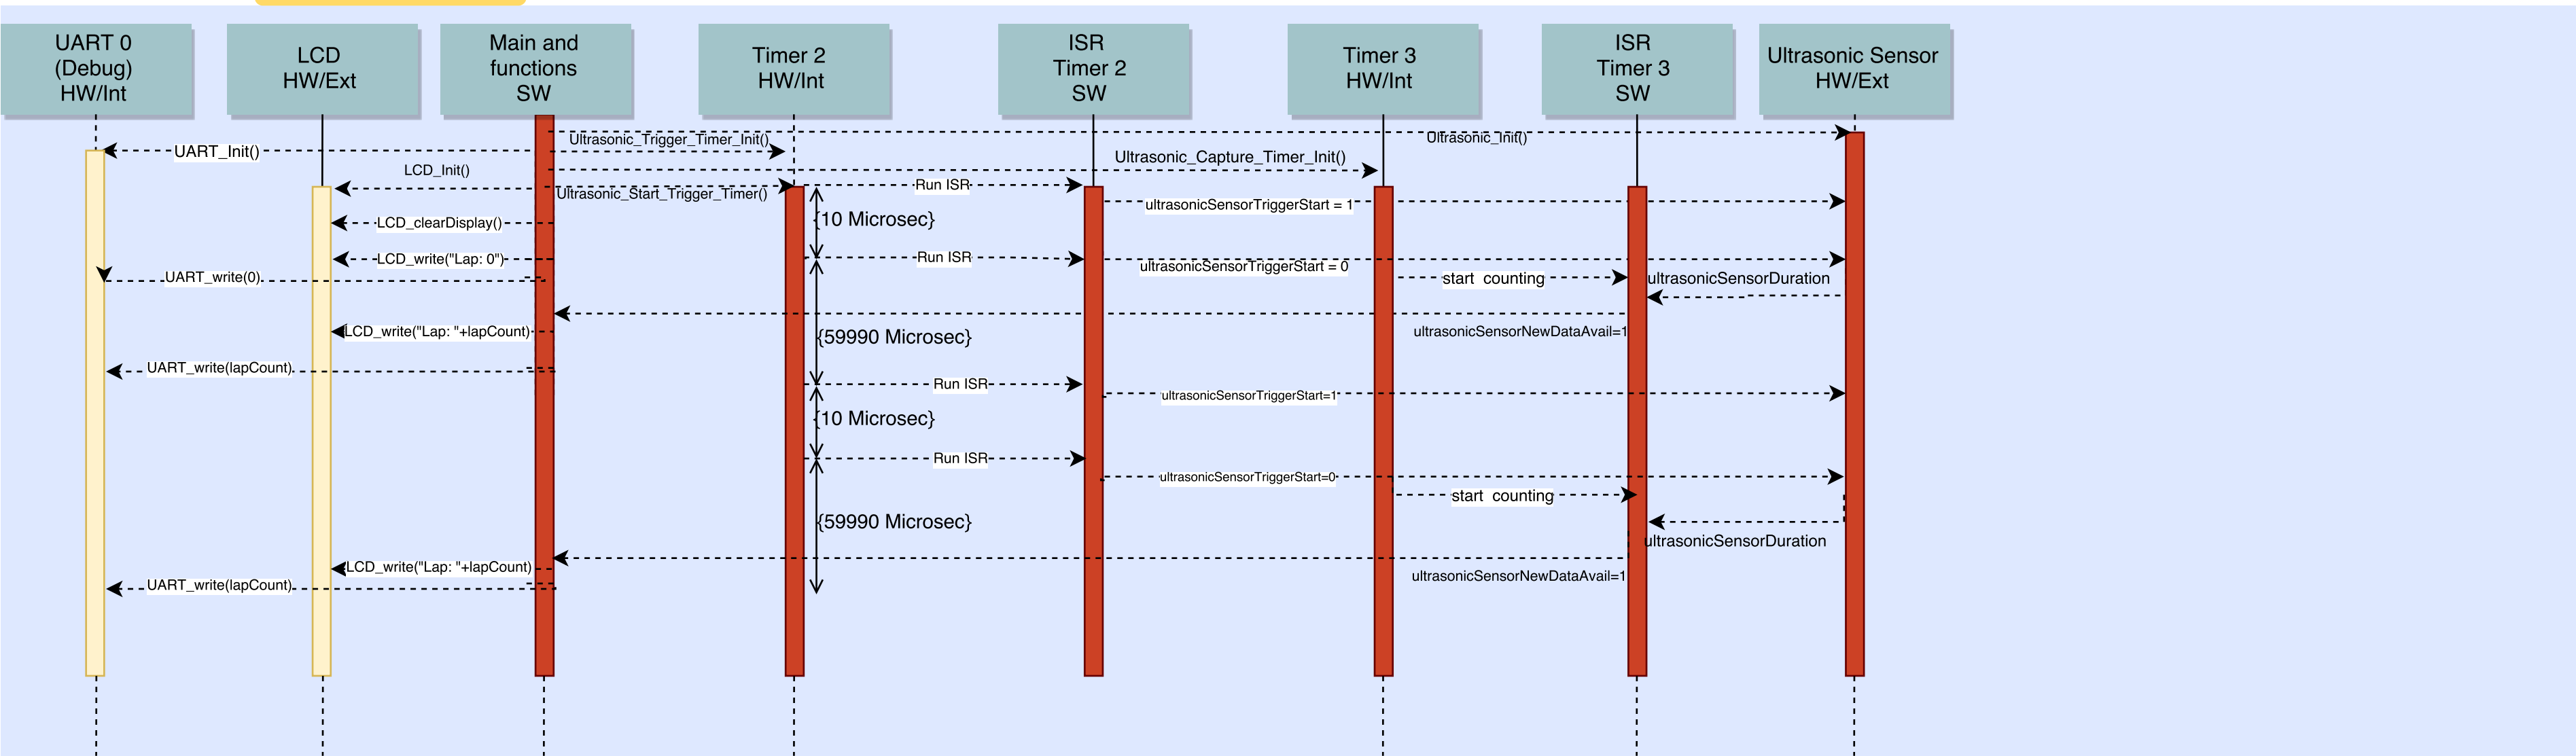 UART 0
(Debug)
HW/Int
LCD
HW/Ext
Main and
functions
SW
Timer 2
HW/Int
ISR
Timer 2
SW
Timer 3
HW/Int
ISR
Timer 3
SW
Ultrasonic Sensor
HW/Ext
Ultrasonic_Init()
Ultrasonic_Trigger_Timer_Init()
UART_Init()
Ultrasonic_Capture_Timer_Init()
LCD_Init()
Ultrasonic_Start_Trigger_Timer()
Run ISR
ultrasonicSensorTriggerStart = 1
{10 Microsec}
LCD_clearDisplay()
LCD_write("Lap: 0")
Run ISR
ultrasonicSensorTriggerStart = 0
UART_write(0)
start counting
ultrasonicSensorDuration
LCD_write("Lap: "+lapCount)
{59990 Microsec}
ultrasonicSensorNewDataAvail=1
UART_write(lapCount)
Run ISR
ultrasonicSensorTriggerStart=1
{10 Microsec}
Run ISR
ultrasonicSensorTriggerStart=0
start counting
{59990 Microsec}
ultrasonicSensorDuration
LCD_write("Lap: "+lapCount)
ultrasonicSensorNewDataAvail=1
UART_write(lapCount)